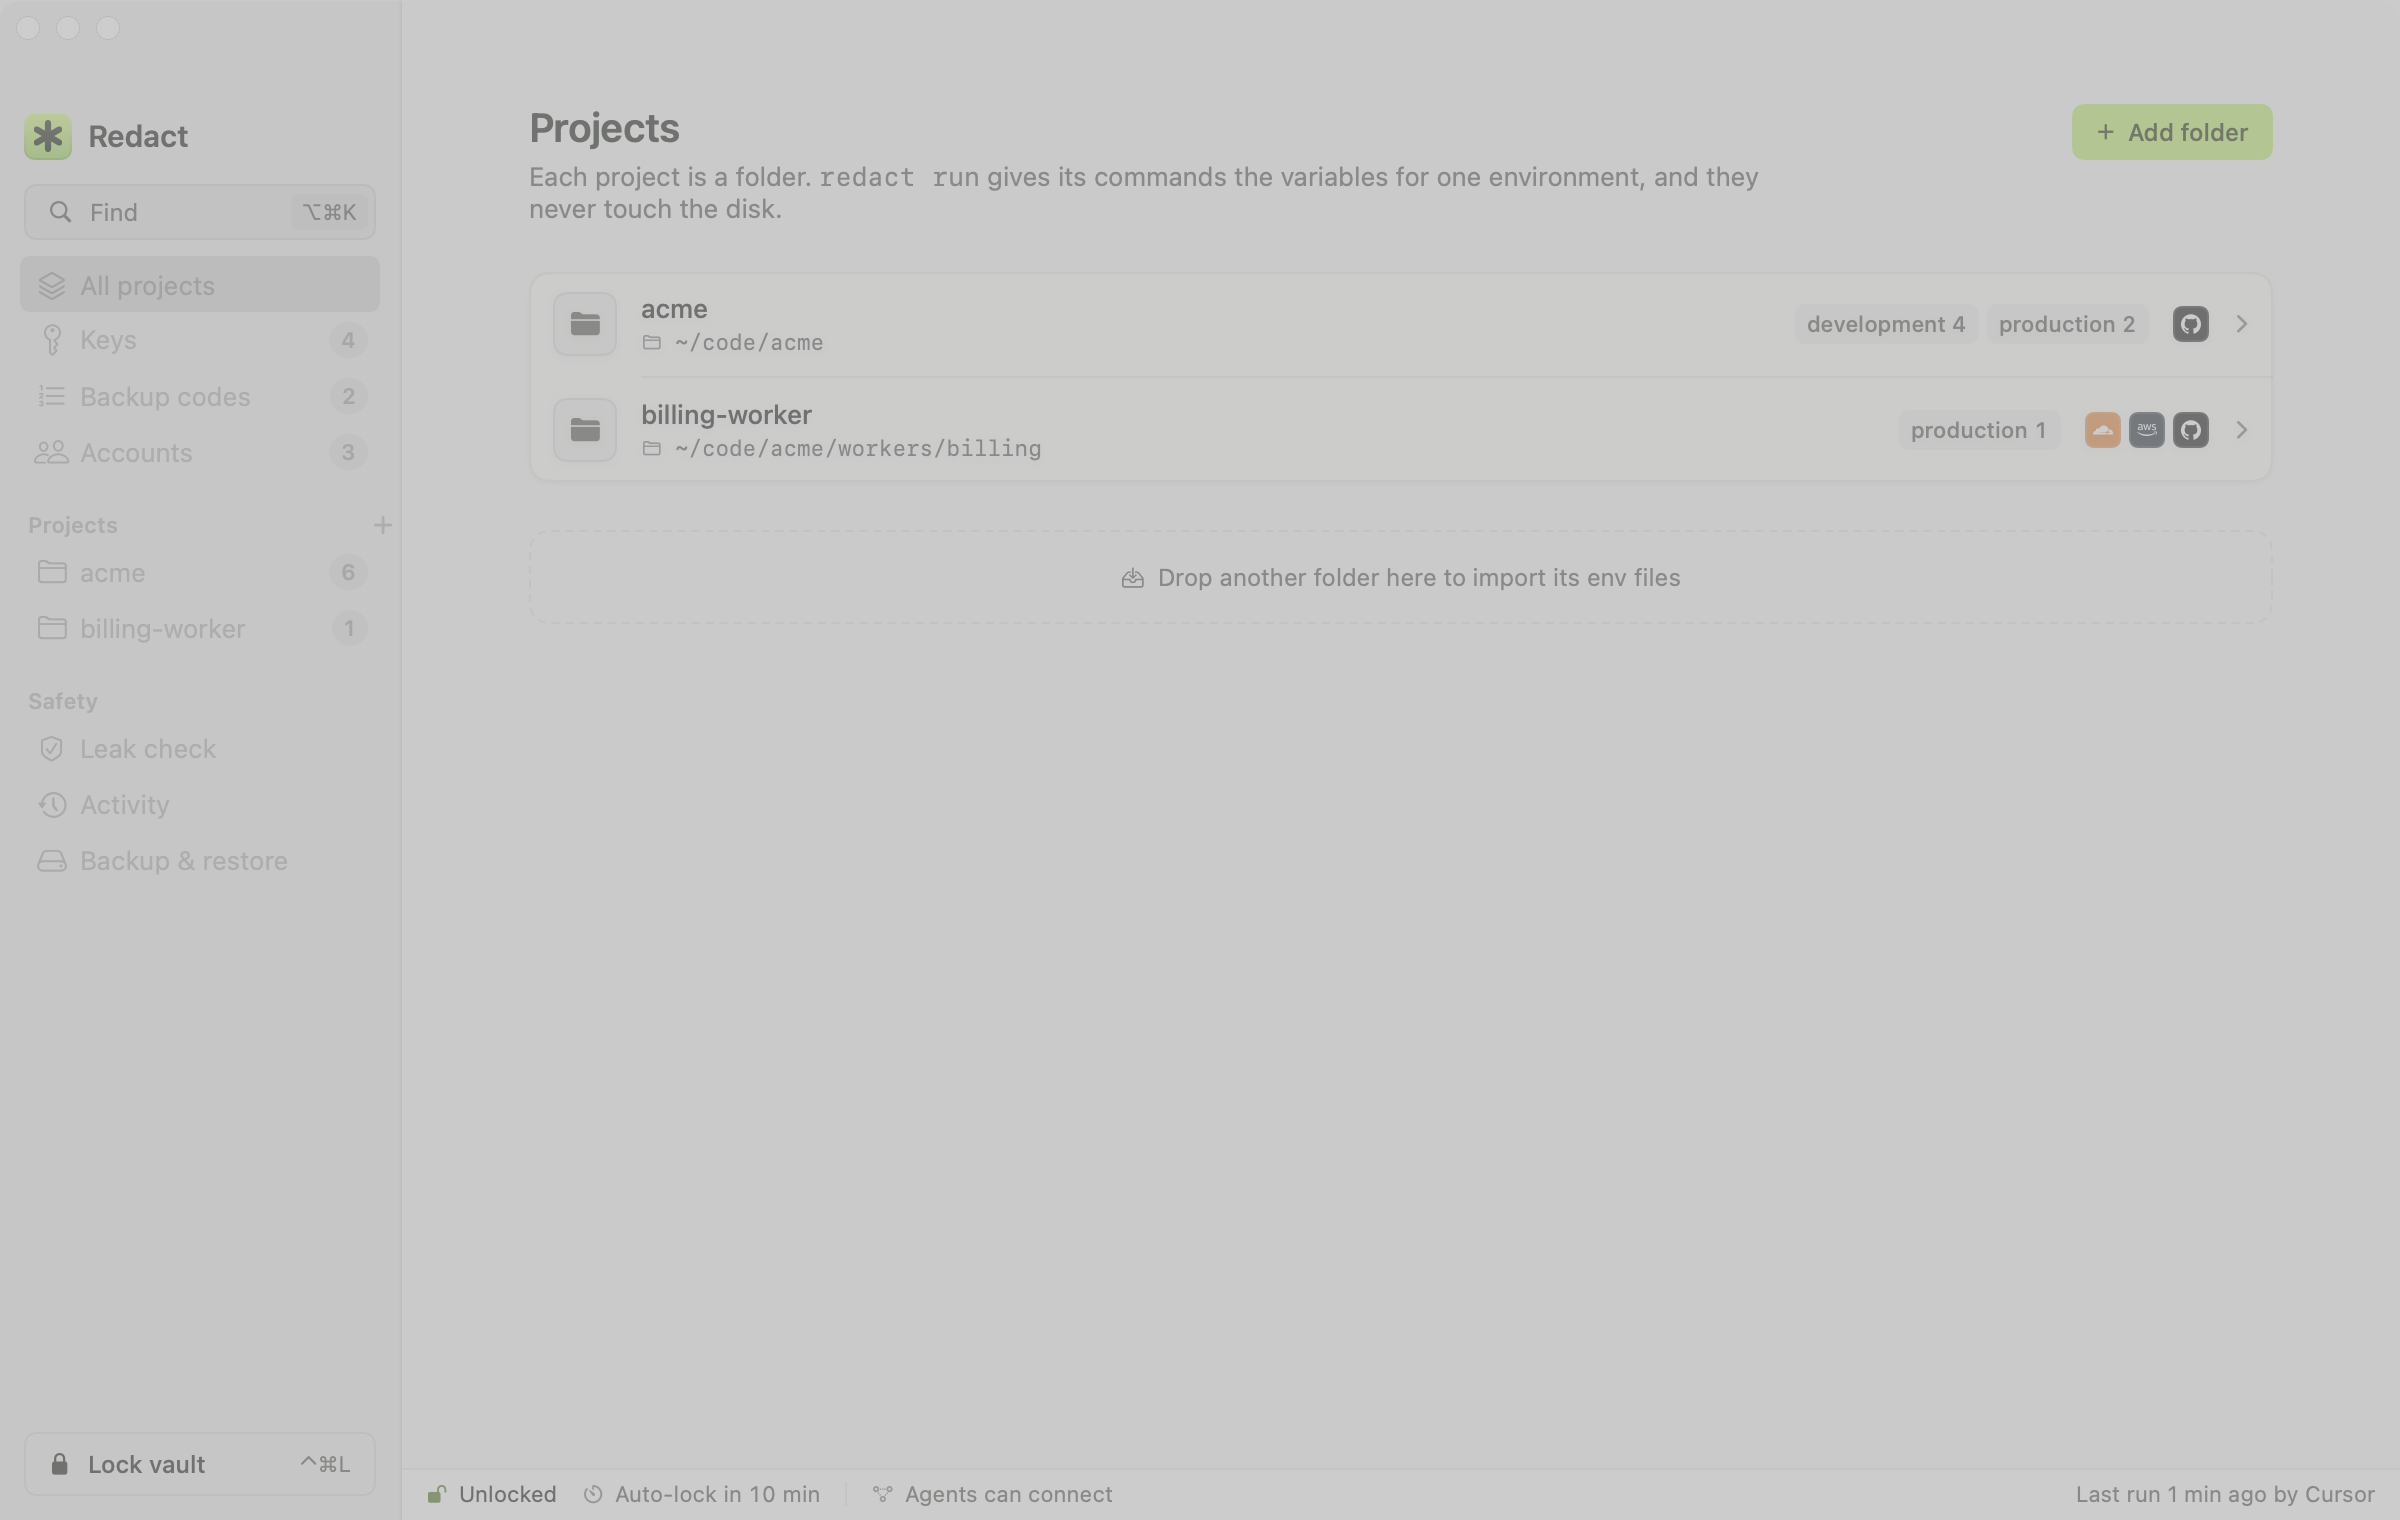 Redact
Find ⌥⌘K
All projects
Keys 4
Backup codes 2
Accounts 3
Projects +
acme 6
billing-worker 1
Safety
Leak check
Activity
Backup & restore
Lock vault ^⌘L
Projects
+ Add folder
Each project is a folder. redact run gives its commands the variables for one environment, and they
never touch the disk.
acme
~/code/acme
development 4 production 2
billing-worker
~/code/acme/workers/billing
production 1
aws
Drop another folder here to import its env files
Unlocked Auto-lock in 10 min Agents can connect
Last run 1 min ago by Cursor